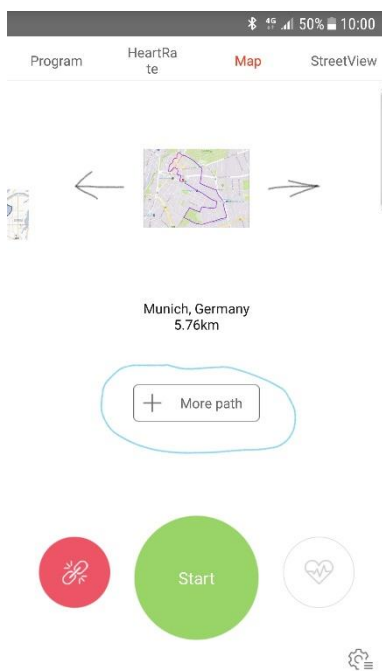 4G 50% 10:00
Program
HeartRa
te
Map
StreetView
Munich, Germany
5.76km
+ More path
Start